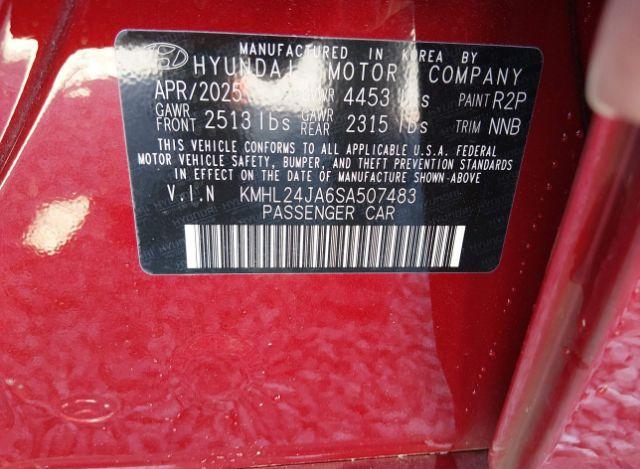 MANUFACTURED IN KOREA BY
HYUNDAI MOTOR COMPANY
APR/2025 GVWR 4453 lbs PAINT R2P
GAWR FRONT 2513 lbs GAWR REAR 2315 lbs TRIM NNB
THIS VEHICLE CONFORMS TO ALL APPLICABLE U.S.A. FEDERAL
MOTOR VEHICLE SAFETY, BUMPER, AND THEFT PREVENTION STANDARDS
IN EFFECT ON THE DATE OF MANUFACTURE SHOWN-ABOVE
V.I.N KMHL24JA6SA507483
PASSENGER CAR